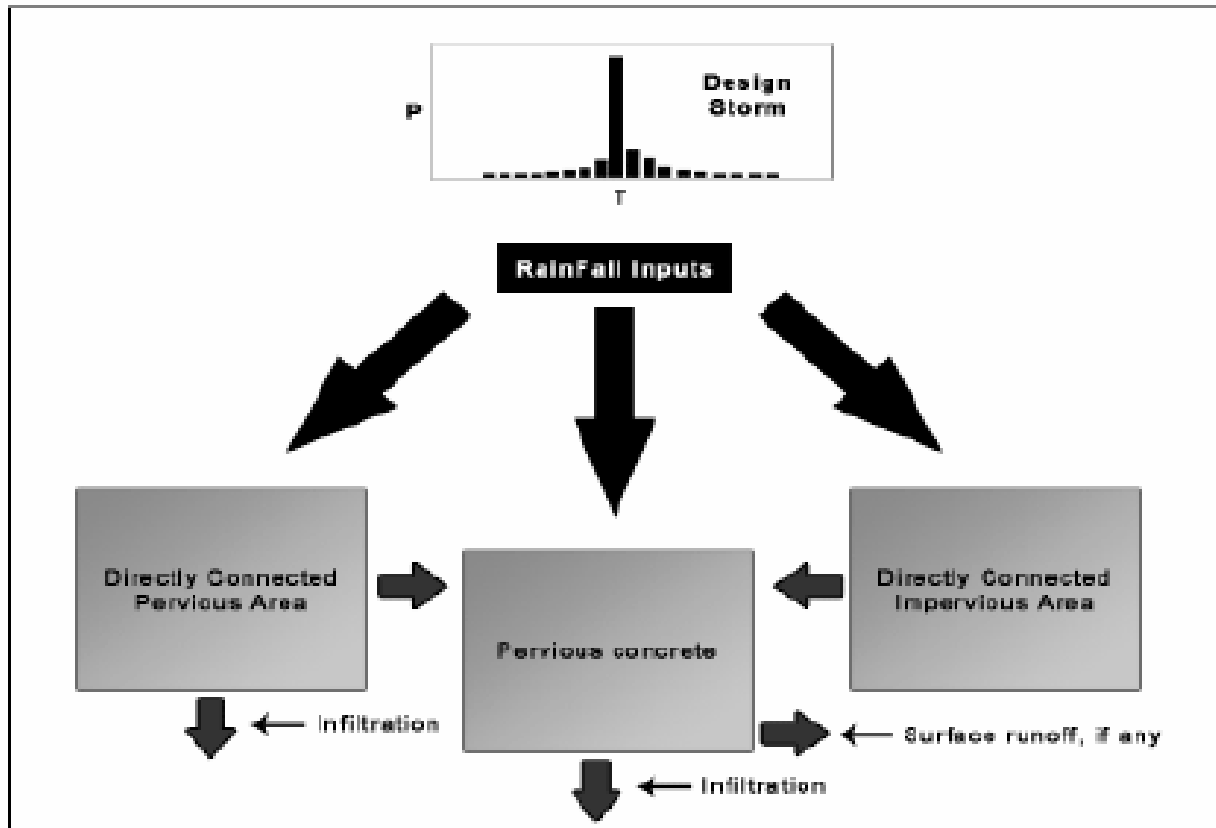 Design
Storm
P
T
RainFall Inputs
Directly Connected
Pervious Area
Directly Connected
Impervious Area
Pervious concrete
Infiltration
Surface runoff, if any
Infiltration